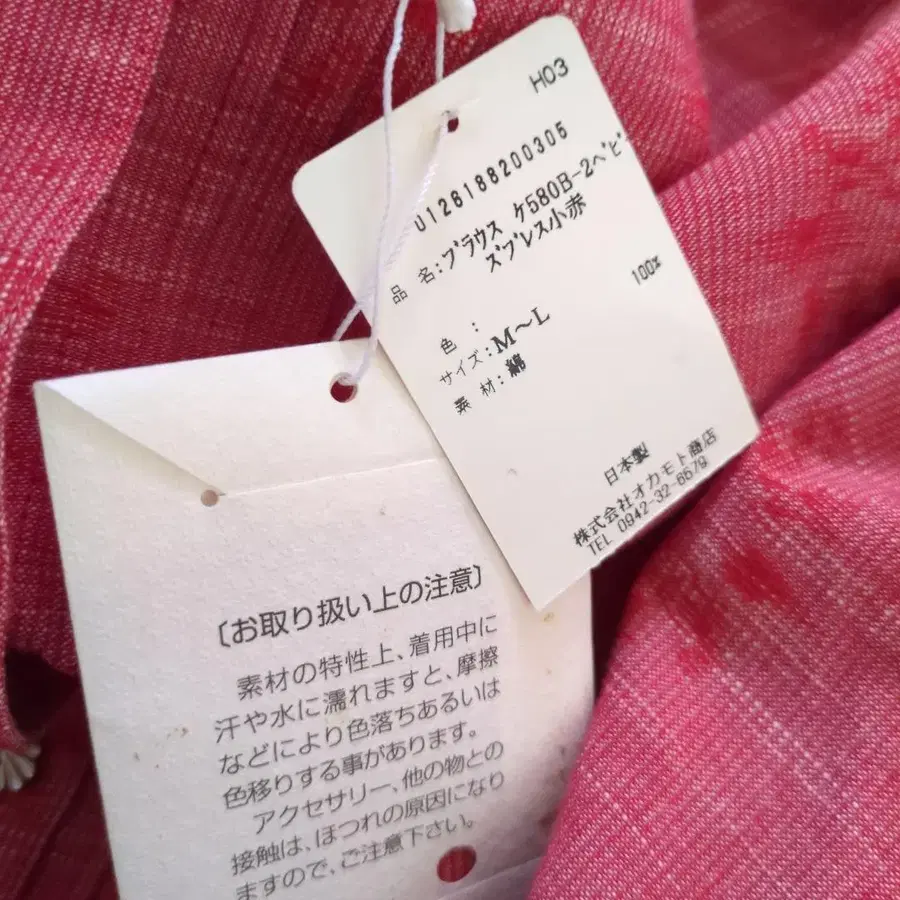 H03
0126188200305
品 名:ブラウス ケ580B-2ベビー
ズプレス小赤
色 :
サイズ:M〜L
素 材:綿 100%
日本製
株式会社オカモト商店
TEL 0942-32-6679
〔お取り扱い上の注意〕
素材の特性上、着用中に
汗や水に濡れますと、摩擦
などにより色落ちあるいは
色移りする事があります。
アクセサリー、他の物との
接触は、ほつれの原因になり
ますので、ご注意下さい。